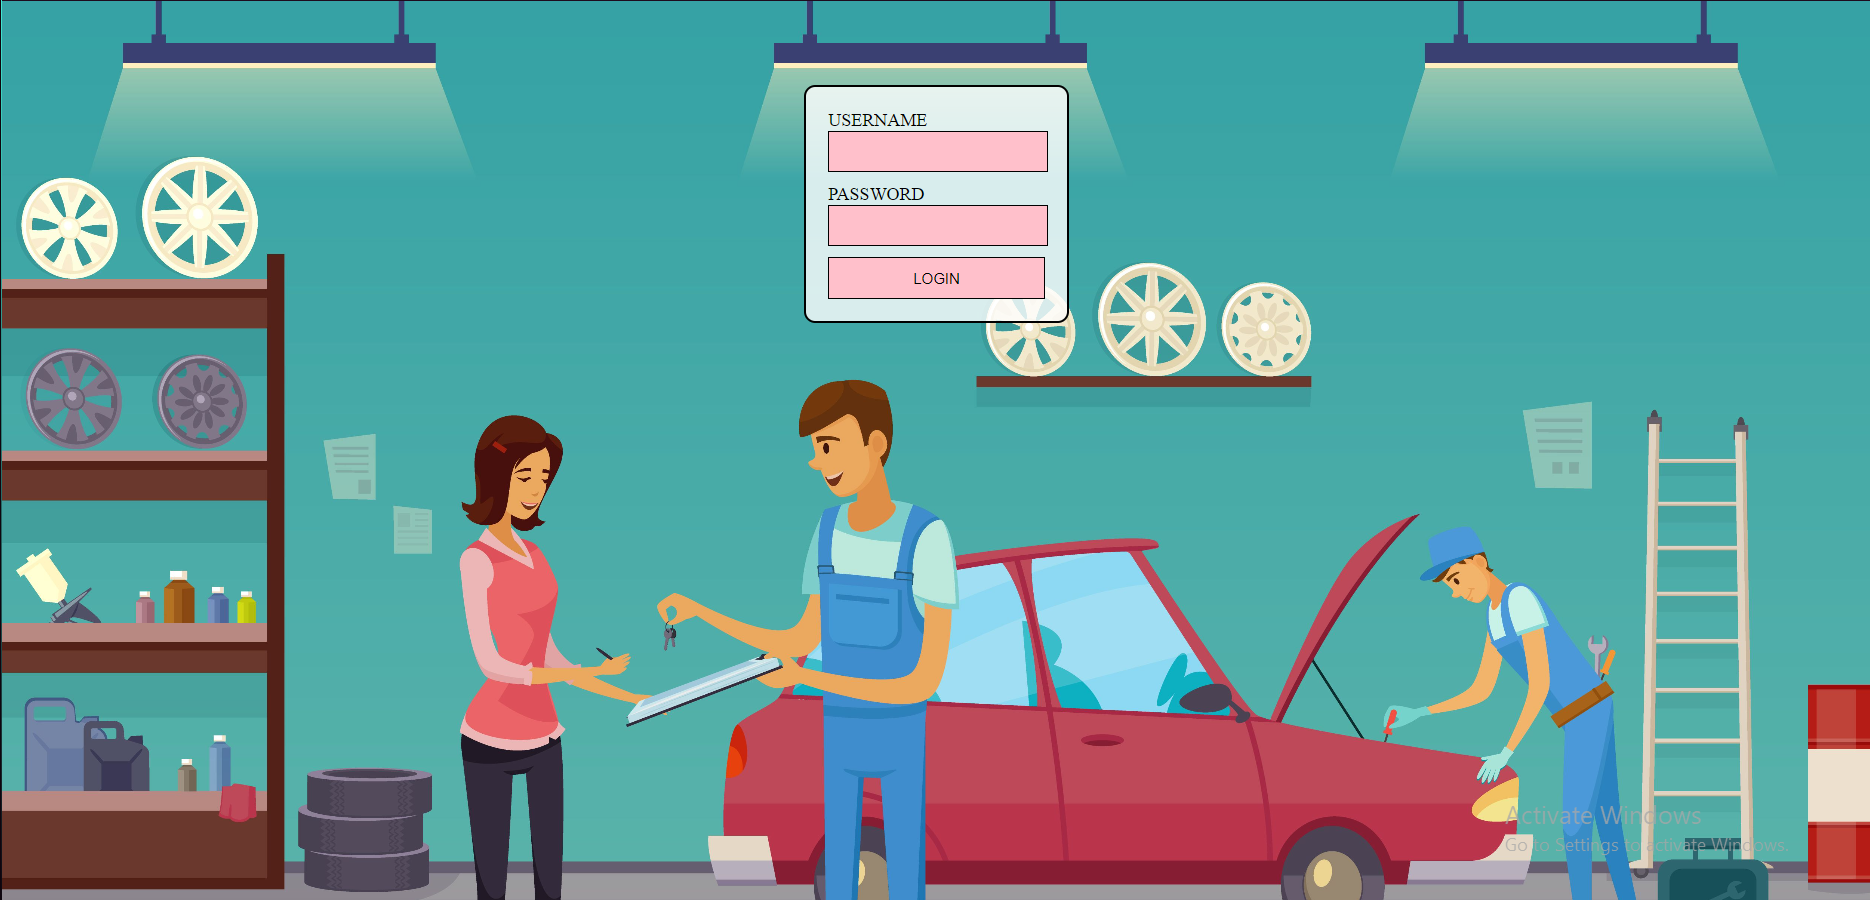 USERNAME
PASSWORD
LOGIN
Activate Windows
Go to Settings to activate Windows.